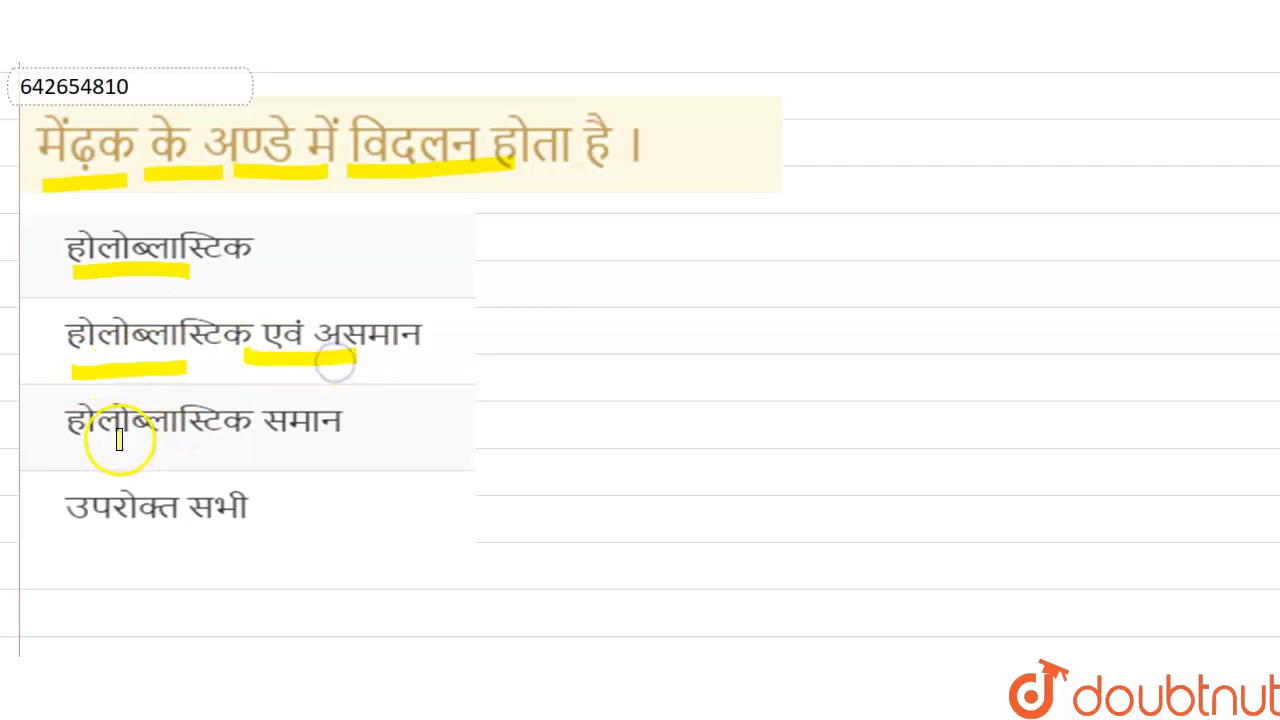 642654810
मेंढ़क के अण्डे में विदलन होता है ।
होलोब्लास्टिक
होलोब्लास्टिक एवं असमान
होलोब्लास्टिक समान
उपरोक्त सभी
doubtnut